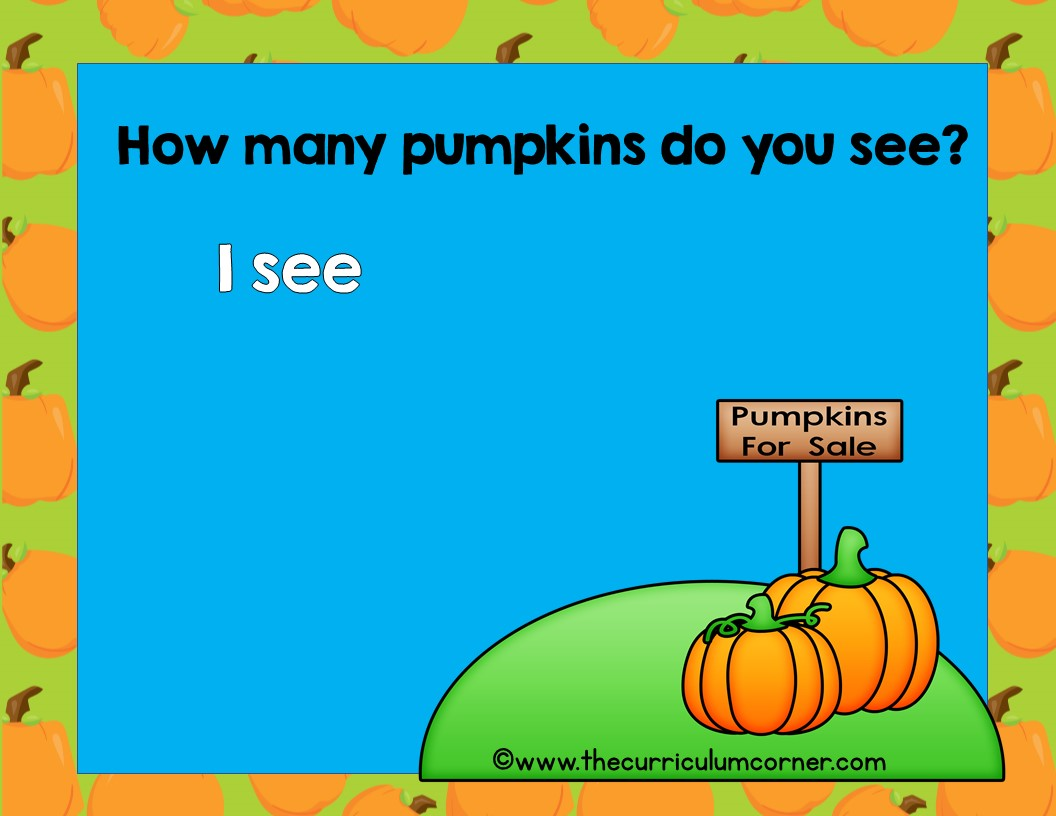 How many pumpkins do you see?
I see
Pumpkins
For Sale
©www.thecurriculumcorner.com